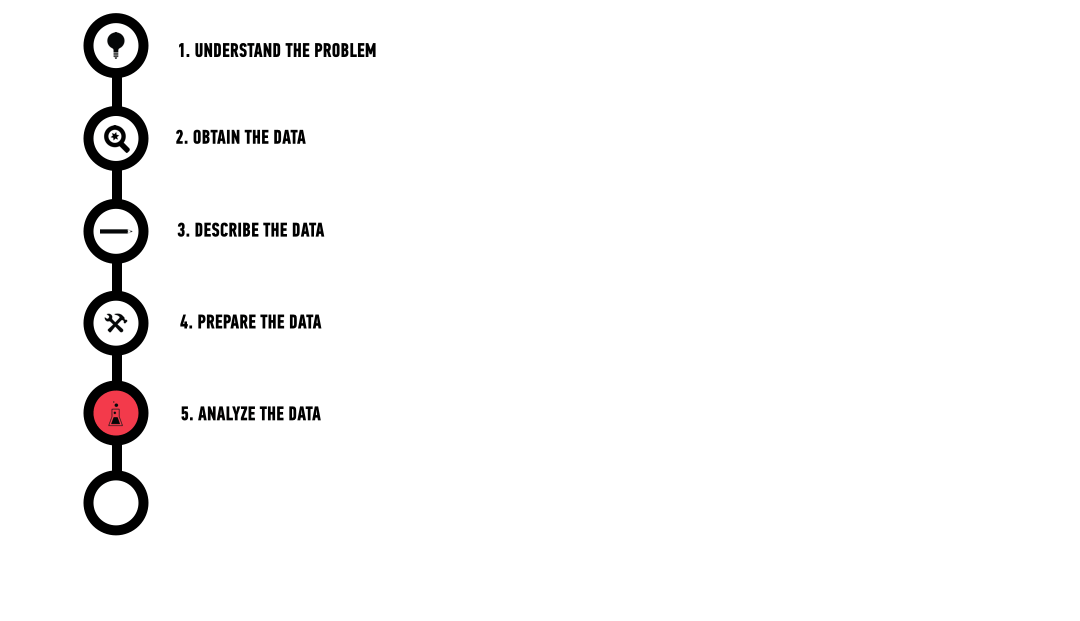 1. UNDERSTAND THE PROBLEM
2. OBTAIN THE DATA
3. DESCRIBE THE DATA
4. PREPARE THE DATA
5. ANALYZE THE DATA